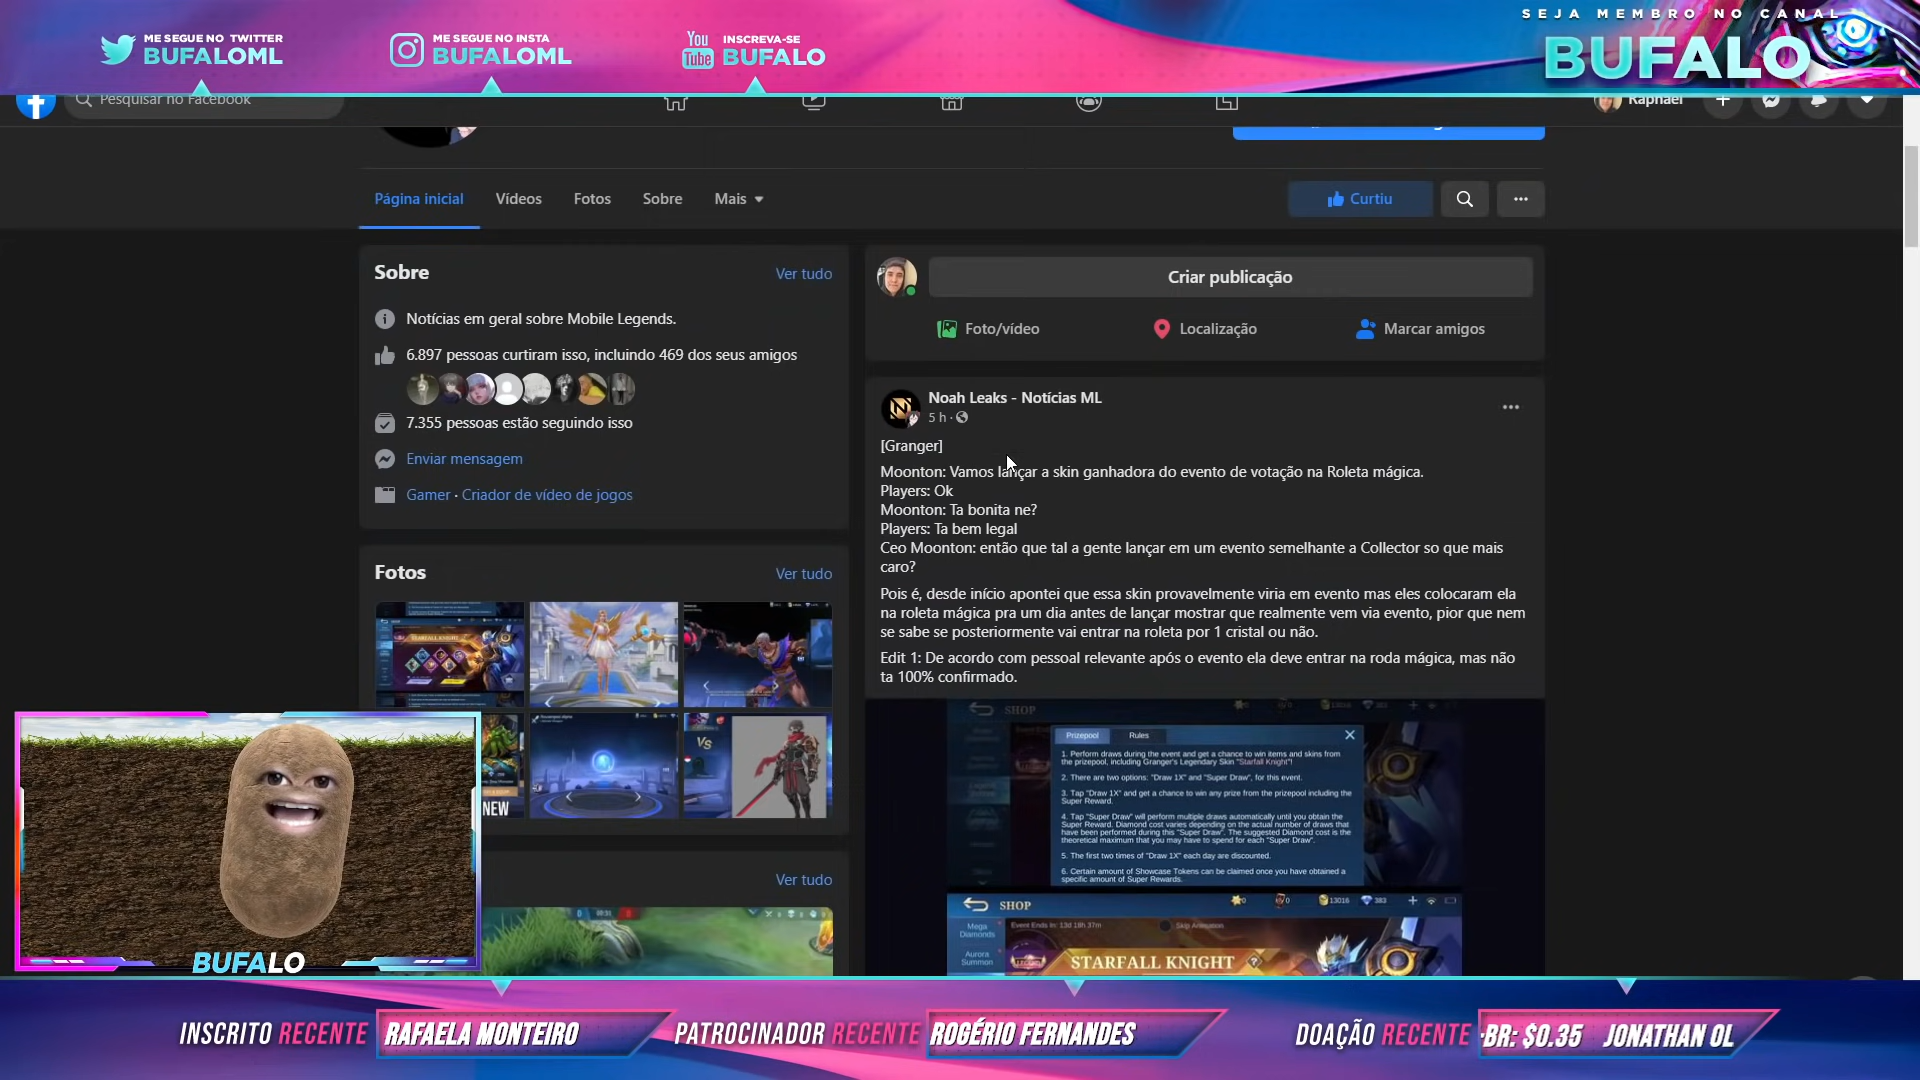 SEJA MEMBRO NO CANAL
BUFALO
ME SEGUE NO TWITTER
BUFALOML
ME SEGUE NO INSTA
BUFALOML
You
Tube
INSCREVA-SE
BUFALO
Pesquisar no Facebook
Raphael
Página inicial
Vídeos
Fotos
Sobre
Mais
Curtiu
Sobre
Ver tudo
Notícias em geral sobre Mobile Legends.
6.897 pessoas curtiram isso, incluindo 469 dos seus amigos
7.355 pessoas estão seguindo isso
Enviar mensagem
Gamer · Criador de vídeo de jogos
Fotos
Ver tudo
STARFALL KNIGHT
VS
NEW
Ver tudo
Criar publicação
Foto/vídeo
Localização
Marcar amigos
Noah Leaks - Notícias ML
5 h ·
[Granger]
Moonton: Vamos lançar a skin ganhadora do evento de votação na Roleta mágica.
Players: Ok
Moonton: Ta bonita ne?
Players: Ta bem legal
Ceo Moonton: então que tal a gente lançar em um evento semelhante a Collector so que mais
caro?
Pois é, desde início apontei que essa skin provavelmente viria em evento mas eles colocaram ela
na roleta mágica pra um dia antes de lançar mostrar que realmente vem via evento, pior que nem
se sabe se posteriormente vai entrar na roleta por 1 cristal ou não.
Edit 1: De acordo com pessoal relevante após o evento ela deve entrar na roda mágica, mas não
ta 100% confirmado.
SHOP
Prizepool
Rules
1. Perform draws during the event and get a chance to win items and skins from
the prizepool, including Granger's Legendary Skin "Starfall Knight"!
2. There are two options: "Draw 1X" and "Super Draw", for this event.
3. Tap "Draw 1X" and get a chance to win any prize from the prizepool including the
Super Reward.
4. Tap "Super Draw" will perform multiple draws automatically until you obtain the
Super Reward. Diamond cost varies depending on the actual number of draws that
have been performed during this "Super Draw". The suggested Diamond cost is the
theoretical maximum that you may have to spend for each "Super Draw".
5. The first two times of "Draw 1X" each day are discounted.
6. Certain amount of Showcase Tokens can be claimed once you have obtained a
specific amount of Super Rewards.
SHOP
0
0
13016
383
Mega
Diamonds
Aurora
Summon
Event Ends In: 13d 18h 37m
Skip Animation
STARFALL KNIGHT
BUFALO
INSCRITO RECENTE
RAFAELA MONTEIRO
PATROCINADOR RECENTE
ROGÉRIO FERNANDES
DOAÇÃO RECENTE
BR: $0.35 JONATHAN OL